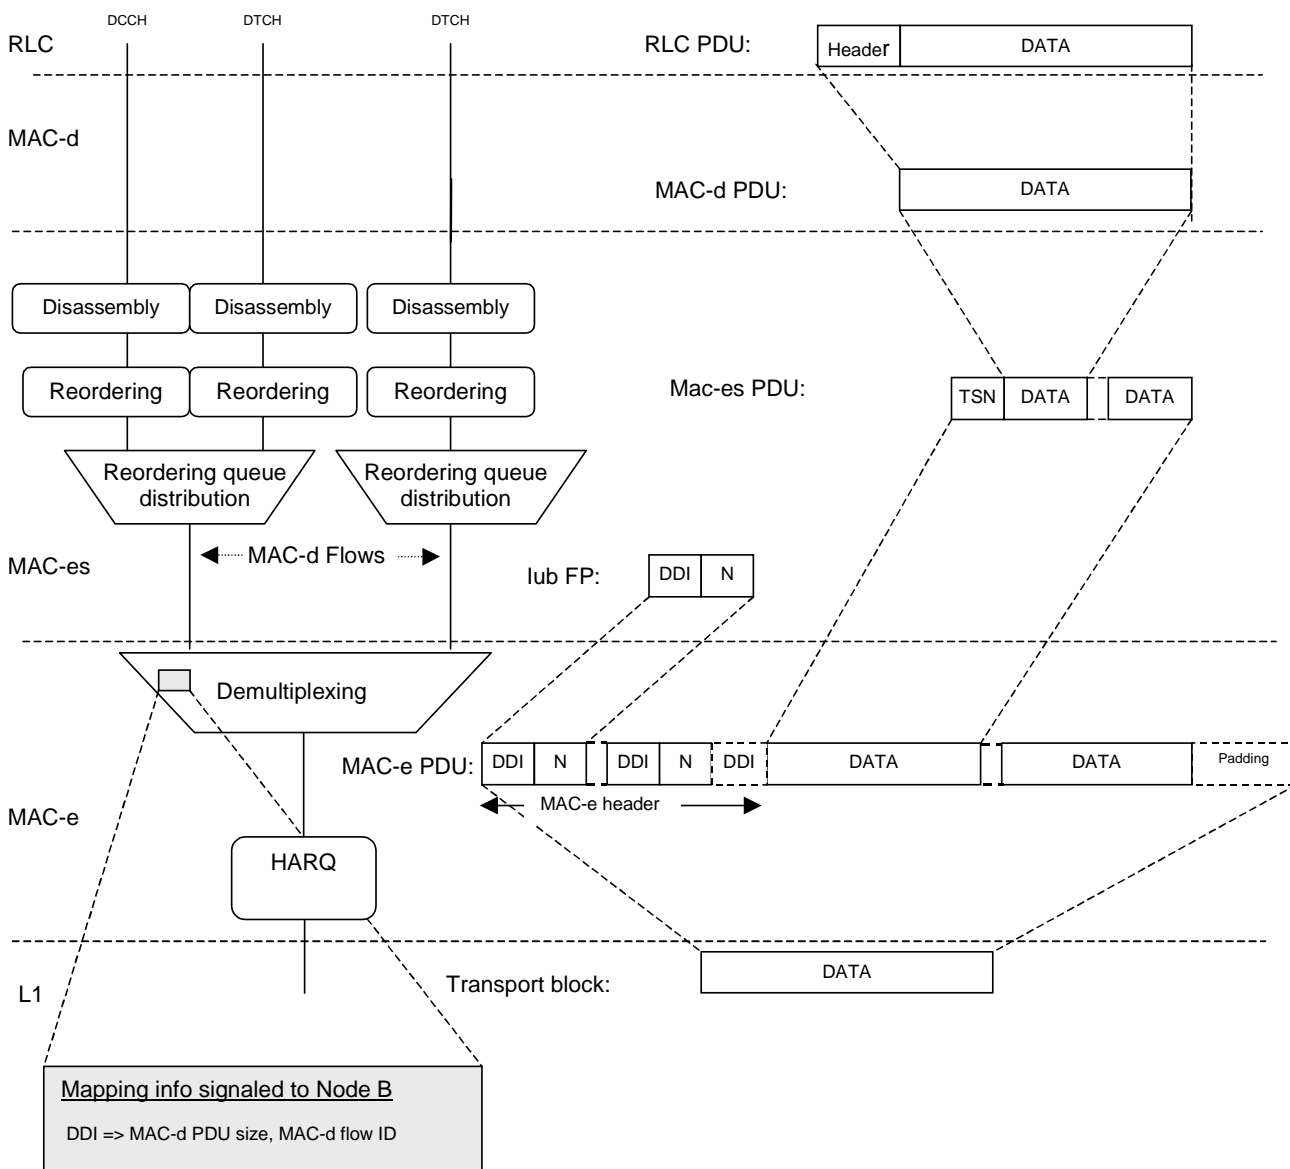 DCCH DTCH DTCH
RLC RLC PDU: Header DATA
MAC-d
MAC-d PDU: DATA
Disassembly Disassembly Disassembly
Reordering Reordering Reordering
Mac-es PDU: TSN DATA DATA
Reordering queue distribution
Reordering queue distribution
MAC-d Flows
MAC-es
Iub FP: DDI N
Demultiplexing
MAC-e PDU: DDI N DDI N DDI DATA DATA Padding
MAC-e header
MAC-e
HARQ
DATA
L1 Transport block:
Mapping info signaled to Node B
DDI => MAC-d PDU size, MAC-d flow ID